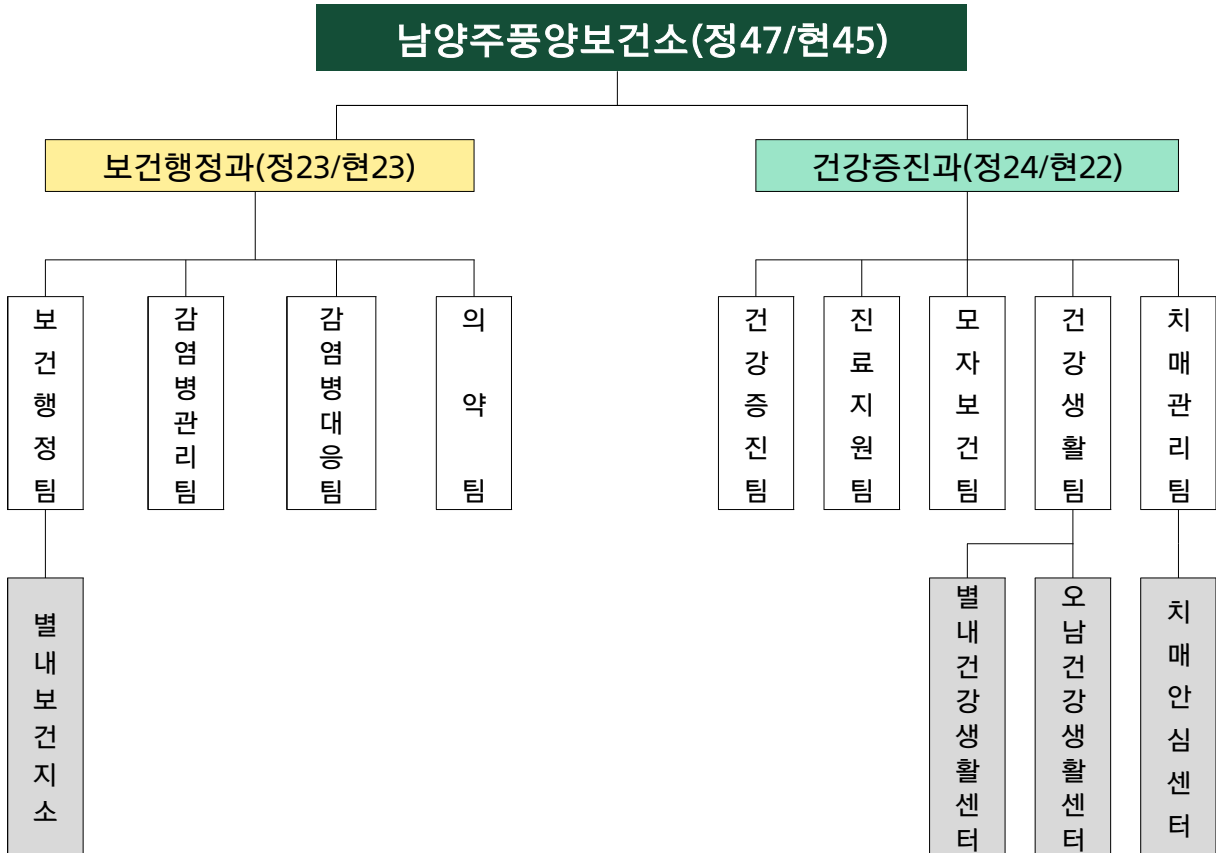 남양주풍양보건소(정47/현45)
보건행정과(정23/현23)
건강증진과(정24/현22)
보건행정팀
감염병관리팀
감염병대응팀
의약팀
건강증진팀
진료지원팀
모자보건팀
건강생활팀
치매관리팀
별내보건지소
별내건강생활센터
오남건강생활센터
치매안심센터